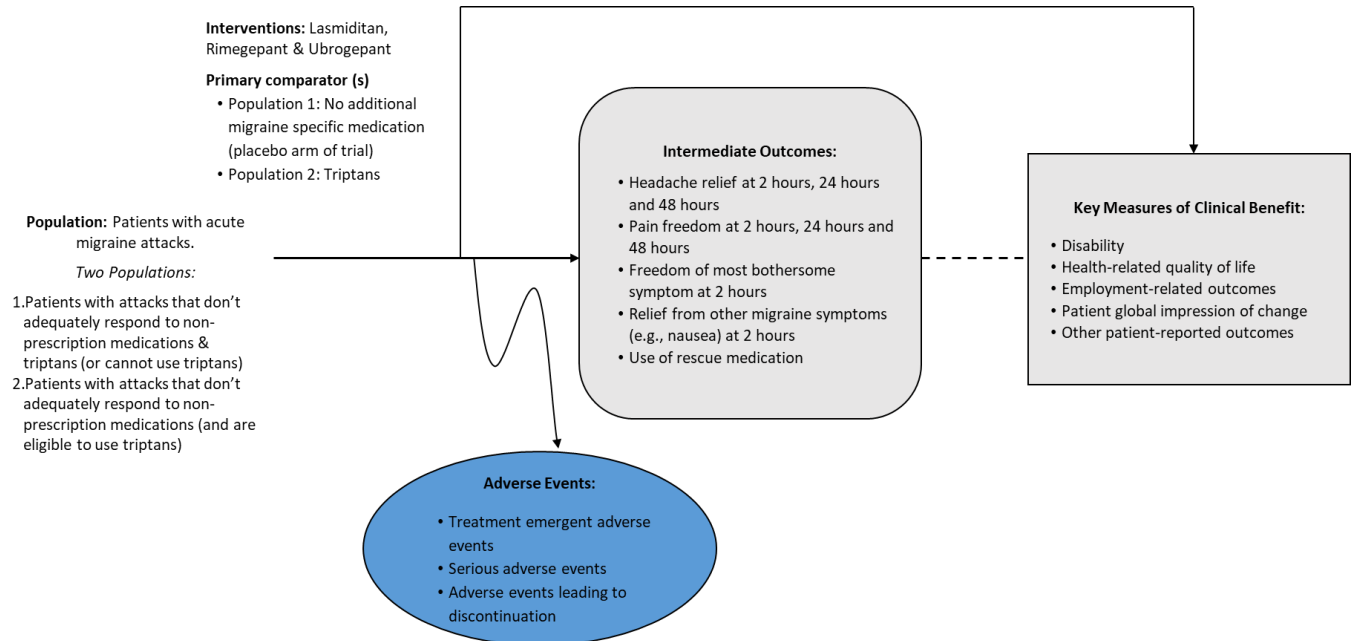 Interventions: Lasmiditan,
Rimegepant & Ubrogepant
Primary comparator (s)
• Population 1: No additional
migraine specific medication
(placebo arm of trial)
• Population 2: Triptans
Population: Patients with acute
migraine attacks.
Two Populations:
1.Patients with attacks that don’t
adequately respond to non-
prescription medications &
triptans (or cannot use triptans)
2.Patients with attacks that don’t
adequately respond to non-
prescription medications (and are
eligible to use triptans)
Intermediate Outcomes:
• Headache relief at 2 hours, 24 hours
and 48 hours
• Pain freedom at 2 hours, 24 hours and
48 hours
• Freedom of most bothersome
symptom at 2 hours
• Relief from other migraine symptoms
(e.g., nausea) at 2 hours
• Use of rescue medication
Key Measures of Clinical Benefit:
• Disability
• Health-related quality of life
• Employment-related outcomes
• Patient global impression of change
• Other patient-reported outcomes
Adverse Events:
• Treatment emergent adverse
events
• Serious adverse events
• Adverse events leading to
discontinuation